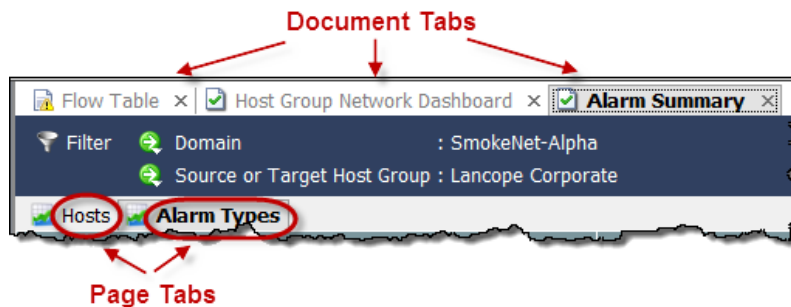 Document Tabs
Flow Table × Host Group Network Dashboard × Alarm Summary ×
Filter Domain : SmokeNet-Alpha
Source or Target Host Group : Lancope Corporate
Hosts Alarm Types
Page Tabs